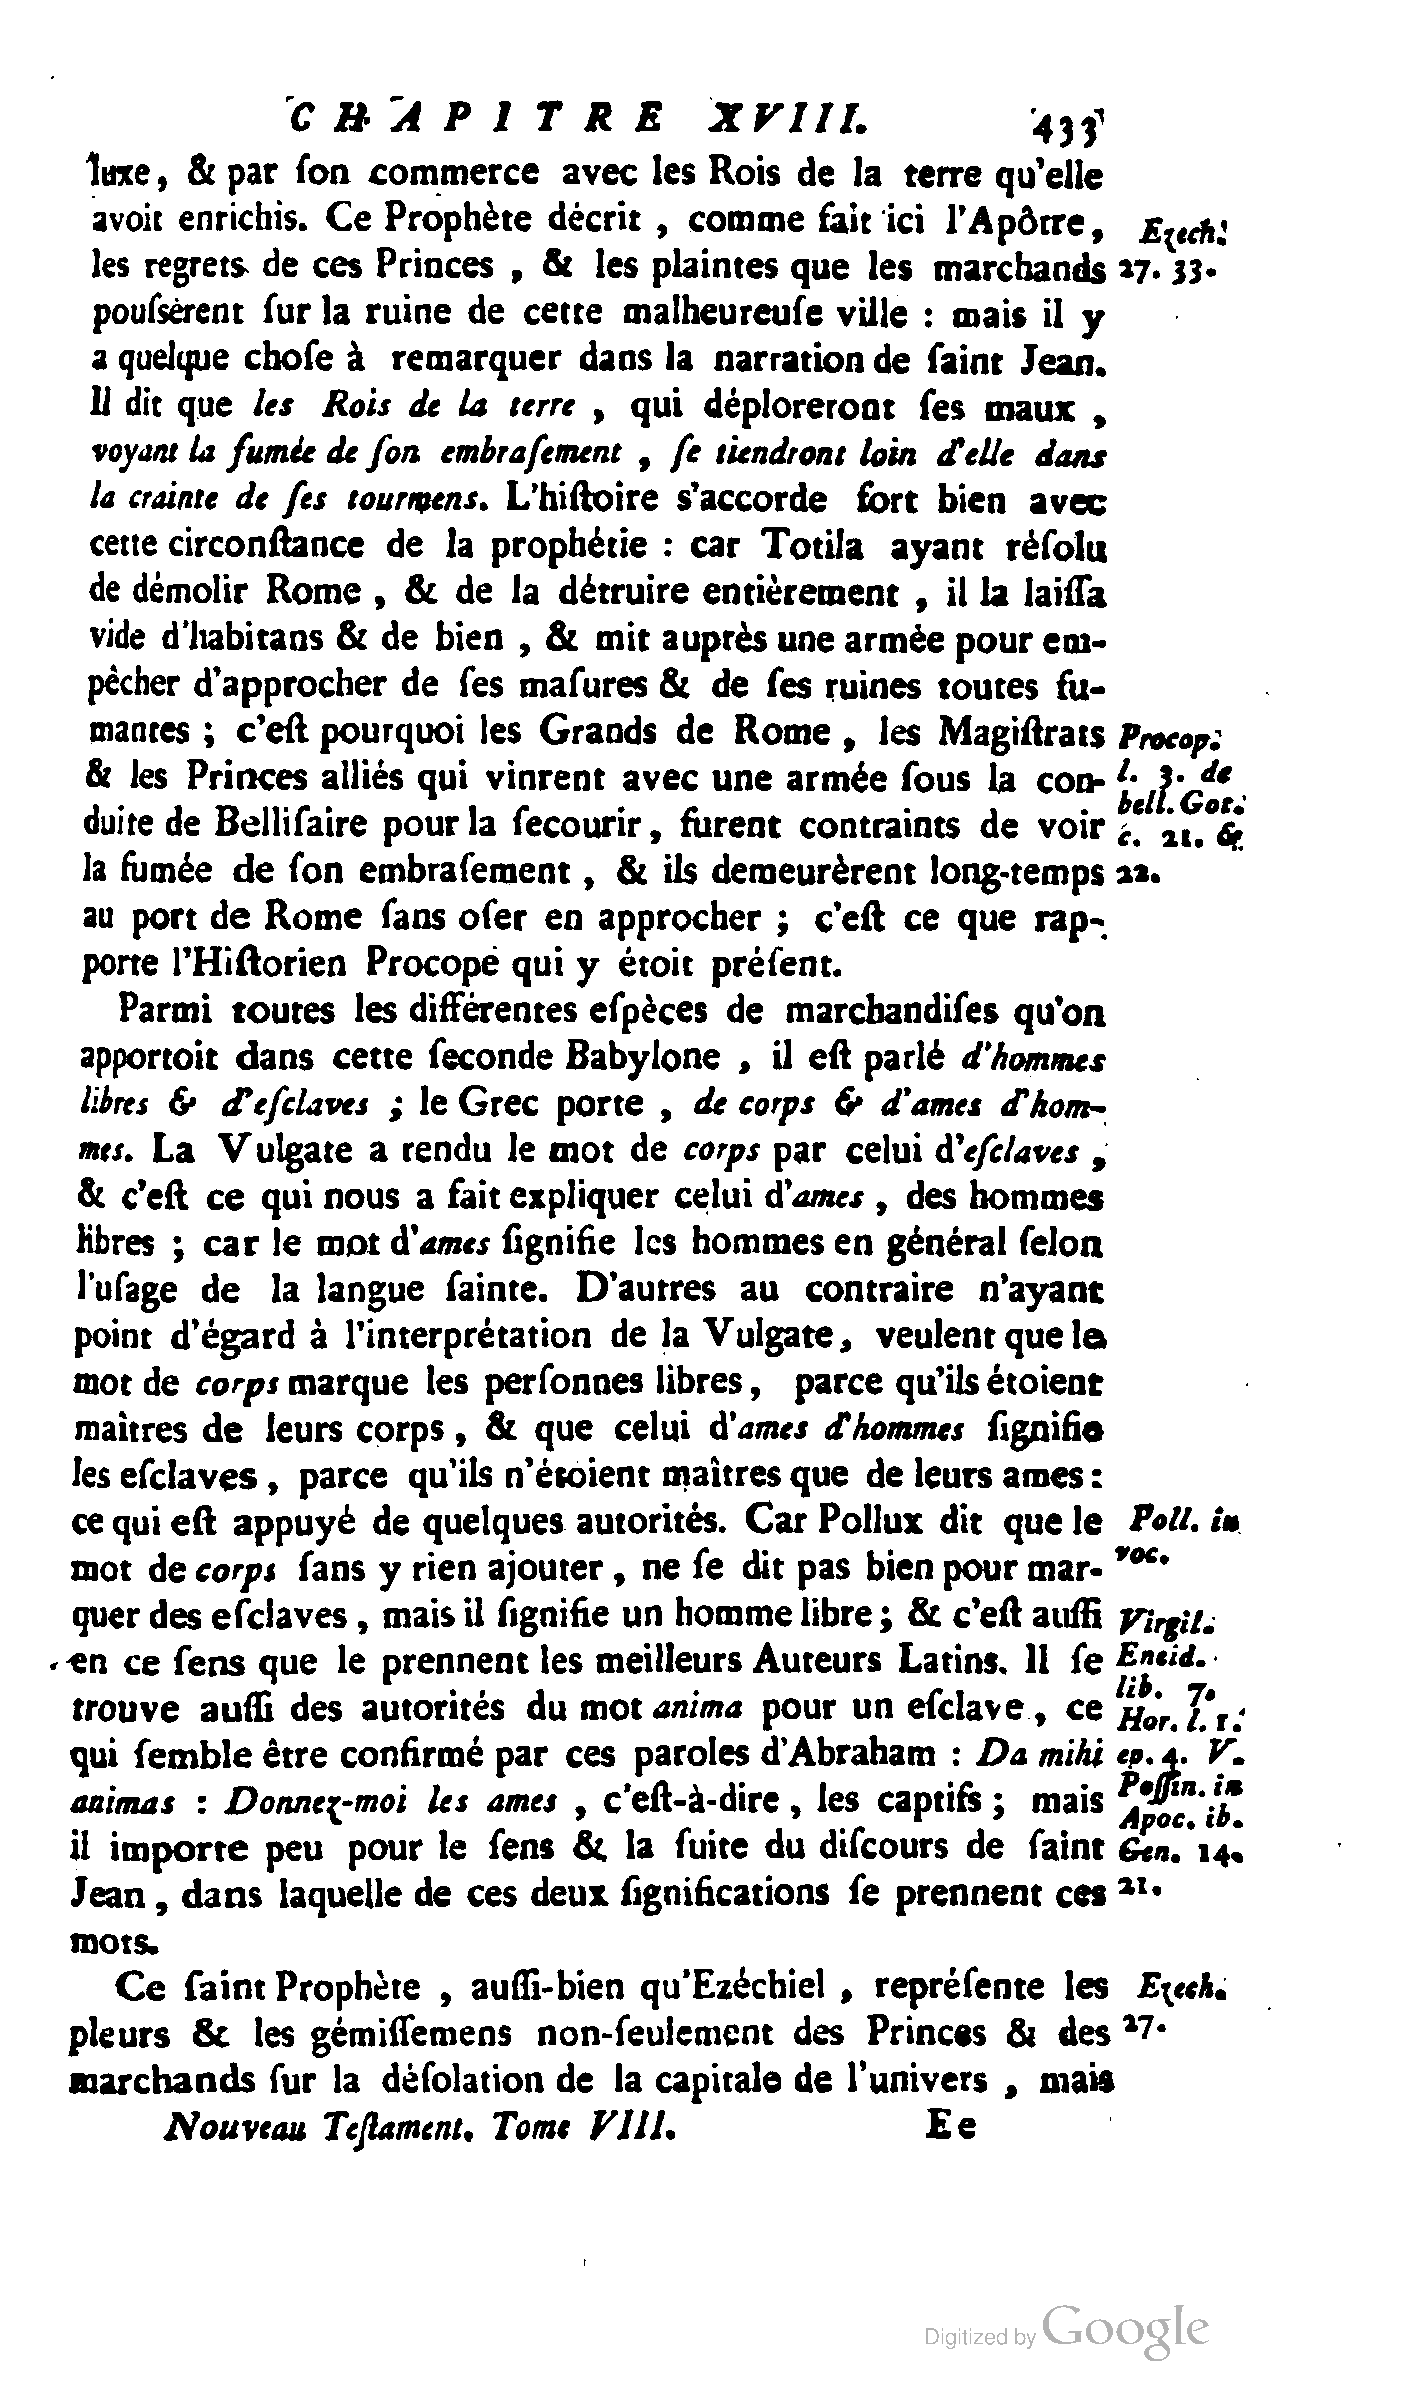 CHAPITRE XVIII. 433
luxe, & par ſon commerce avec les Rois de la terre qu'elle
avoit enrichis. Ce Prophète décrit, comme fait ici l'Apôtre,
Ezech.
les regrets de ces Princes, & les plaintes que les marchands
27. 33.
pouſsèrent ſur la ruine de cette malheureuſe ville : mais il y
a quelque choſe à remarquer dans la narration de ſaint Jean.
Il dit que les Rois de la terre, qui déploreront ſes maux,
voyant la fumée de ſon embraſement, ſe tiendront loin d'elle dans
la crainte de ſes tourmens. L'hiſtoire s'accorde fort bien avec
cette circonſtance de la prophétie : car Totila ayant réſolu
de démolir Rome, & de la détruire entièrement, il la laiſſa
vide d'habitans & de bien, & mit auprès une armée pour em-
pêcher d'approcher de ſes maſures & de ſes ruines toutes fu-
mantes ; c'eſt pourquoi les Grands de Rome, les Magiſtrats
Procop.
& les Princes alliés qui vinrent avec une armée ſous la con-
l. 3. de
bell. Got.
duite de Belliſaire pour la ſecourir, furent contraints de voir
c. 21. &
la fumée de ſon embraſement, & ils demeurèrent long-temps
22.
au port de Rome ſans oſer en approcher ; c'eſt ce que rap-
porte l'Hiſtorien Procope qui y étoit préſent.
Parmi toutes les différentes eſpèces de marchandiſes qu'on
apportoit dans cette ſeconde Babylone, il eſt parlé d'hommes
libres & d'eſclaves ; le Grec porte, de corps & d'ames d'hom-
mes. La Vulgate a rendu le mot de corps par celui d'eſclaves,
& c'eſt ce qui nous a fait expliquer celui d'ames, des hommes
libres ; car le mot d'ames ſignifie les hommes en général ſelon
l'uſage de la langue ſainte. D'autres au contraire n'ayant
point d'égard à l'interprétation de la Vulgate, veulent que le
mot de corps marque les perſonnes libres, parce qu'ils étoient
maîtres de leurs corps, & que celui d'ames d'hommes ſignifie
les eſclaves, parce qu'ils n'étoient maîtres que de leurs ames :
ce qui eſt appuyé de quelques autorités. Car Pollux dit que le
Poll. in
mot de corps ſans y rien ajouter, ne ſe dit pas bien pour mar-
voc.
quer des eſclaves, mais il ſignifie un homme libre ; & c'eſt auſſi
Virgil.
en ce ſens que le prennent les meilleurs Auteurs Latins. Il ſe
Eneid.
lib. 7.
trouve auſſi des autorités du mot anima pour un eſclave, ce
Hor. l. 1.
qui ſemble être confirmé par ces paroles d'Abraham : Da mihi
ep. 4. V.
animas : Donnez-moi les ames, c'eſt-à-dire, les captifs ; mais
Poſſin. in
Apoc. ib.
il importe peu pour le ſens & la ſuite du diſcours de ſaint
Gen. 14.
Jean, dans laquelle de ces deux ſignifications ſe prennent ces
21.
mots.
Ce ſaint Prophète, auſſi-bien qu'Ezéchiel, repréſente les
Ezech.
pleurs & les gémiſſemens non-ſeulement des Princes & des
27.
marchands ſur la déſolation de la capitale de l'univers, mais
Nouveau Teſtament. Tome VIII. Ee
Digitized by Google